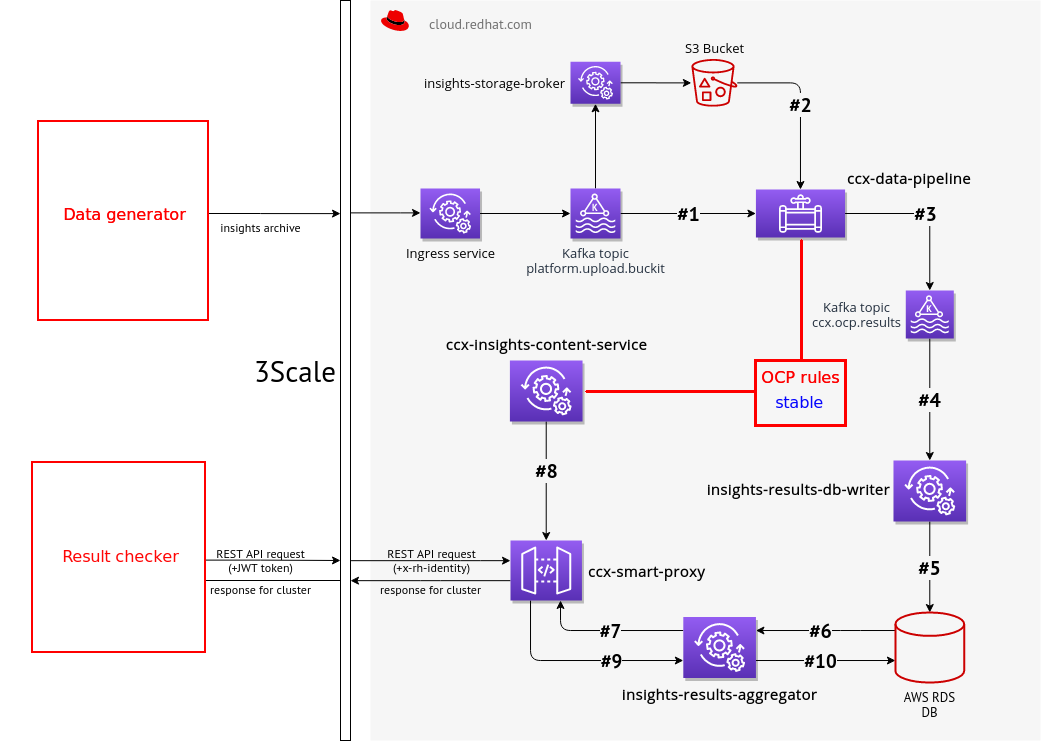 cloud.redhat.com
S3 Bucket
insights-storage-broker
#2
ccx-data-pipeline
Data generator
insights archive
#1
#3
Ingress service
Kafka topic
platform.upload.buckit
Kafka topic
ccx.ocp.results
ccx-insights-content-service
3Scale
OCP rules
stable
#4
#8
insights-results-db-writer
Result checker
REST API request
(+JWT token)
response for cluster
REST API request
(+x-rh-identity)
response for cluster
ccx-smart-proxy
#5
#7
#6
#9
#10
insights-results-aggregator
AWS RDS
DB